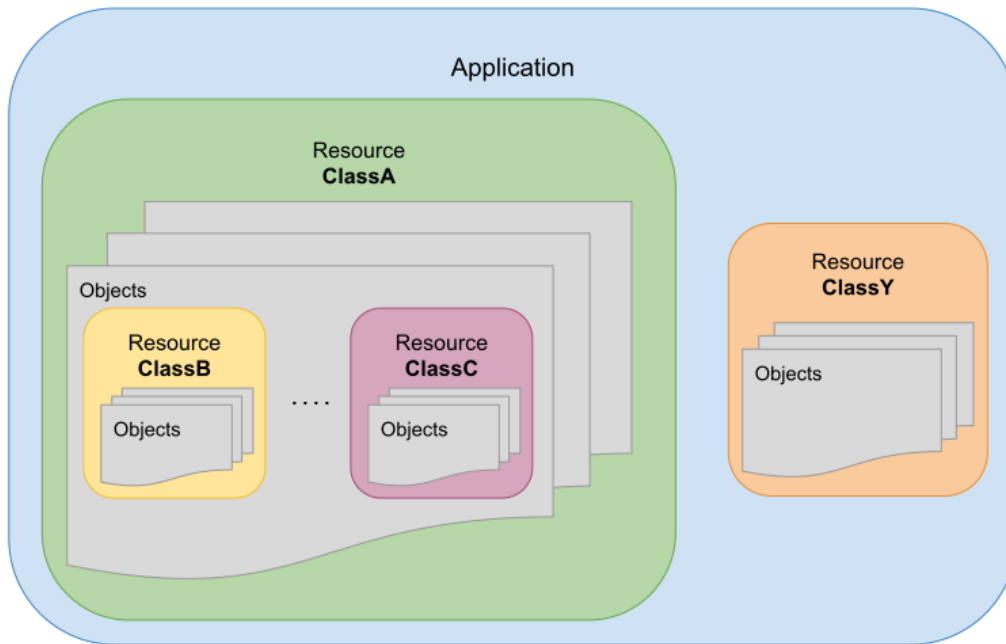 Application
Resource
ClassA
Objects
Resource
ClassB
Objects
....
Resource
ClassC
Objects
Resource
ClassY
Objects